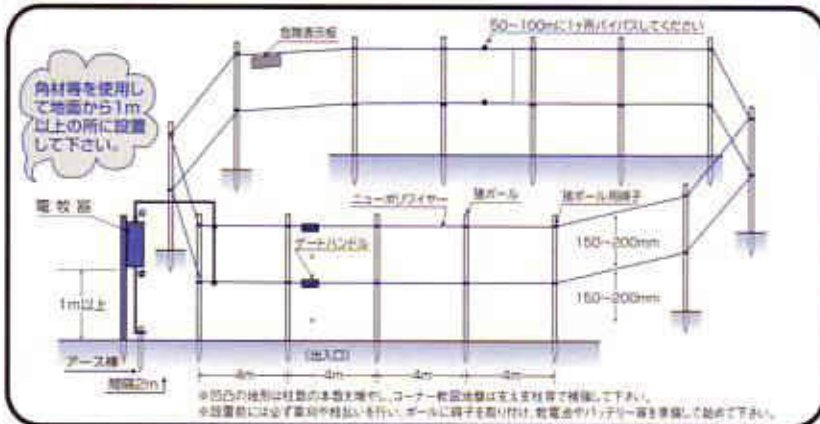 危険表示板
50~100mに1ヶ所バイパスしてください
角材等を使用し
て地面から1m
以上の所に設置
して下さい。
電牧器
ニューポリワイヤー
強ポール
強ポール用碍子
ゲートハンドル
150~200mm
150~200mm
1m以上
アース棒
間隔2m
(出入口)
4m
4m
4m
4m
※凹凸の地形は柱数の本数を増やし、コーナー軟弱地盤は支え支柱等で補強して下さい。
※設置前には必ず草刈や枝払いを行い、ポールに碍子を取り付け、乾電池やバッテリー等を準備して始めて下さい。